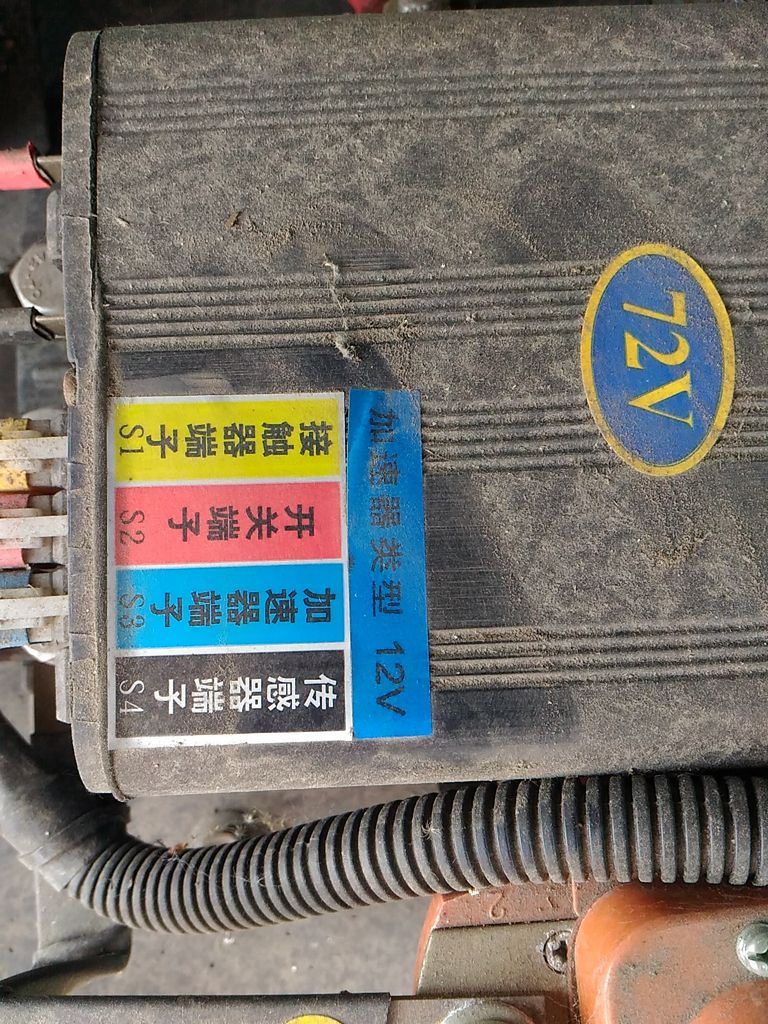 72V
加速器类型 12V
接触器端子
S1
开关端子
S2
加速器端子
S3
传感器端子
S4